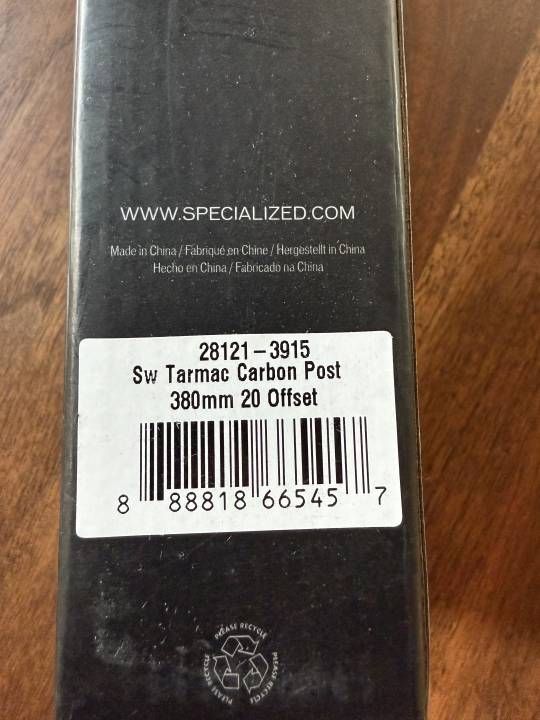 WWW.SPECIALIZED.COM
Made in China / Fabriqué en Chine / Hergestellt in China
Hecho en China / Fabricado na China
28121-3915
Sw Tarmac Carbon Post
380mm 20 Offset
8 88818 66545 7
PLEASE RECYCLE
PLEASE RECYCLE
PLEASE RECYCLE